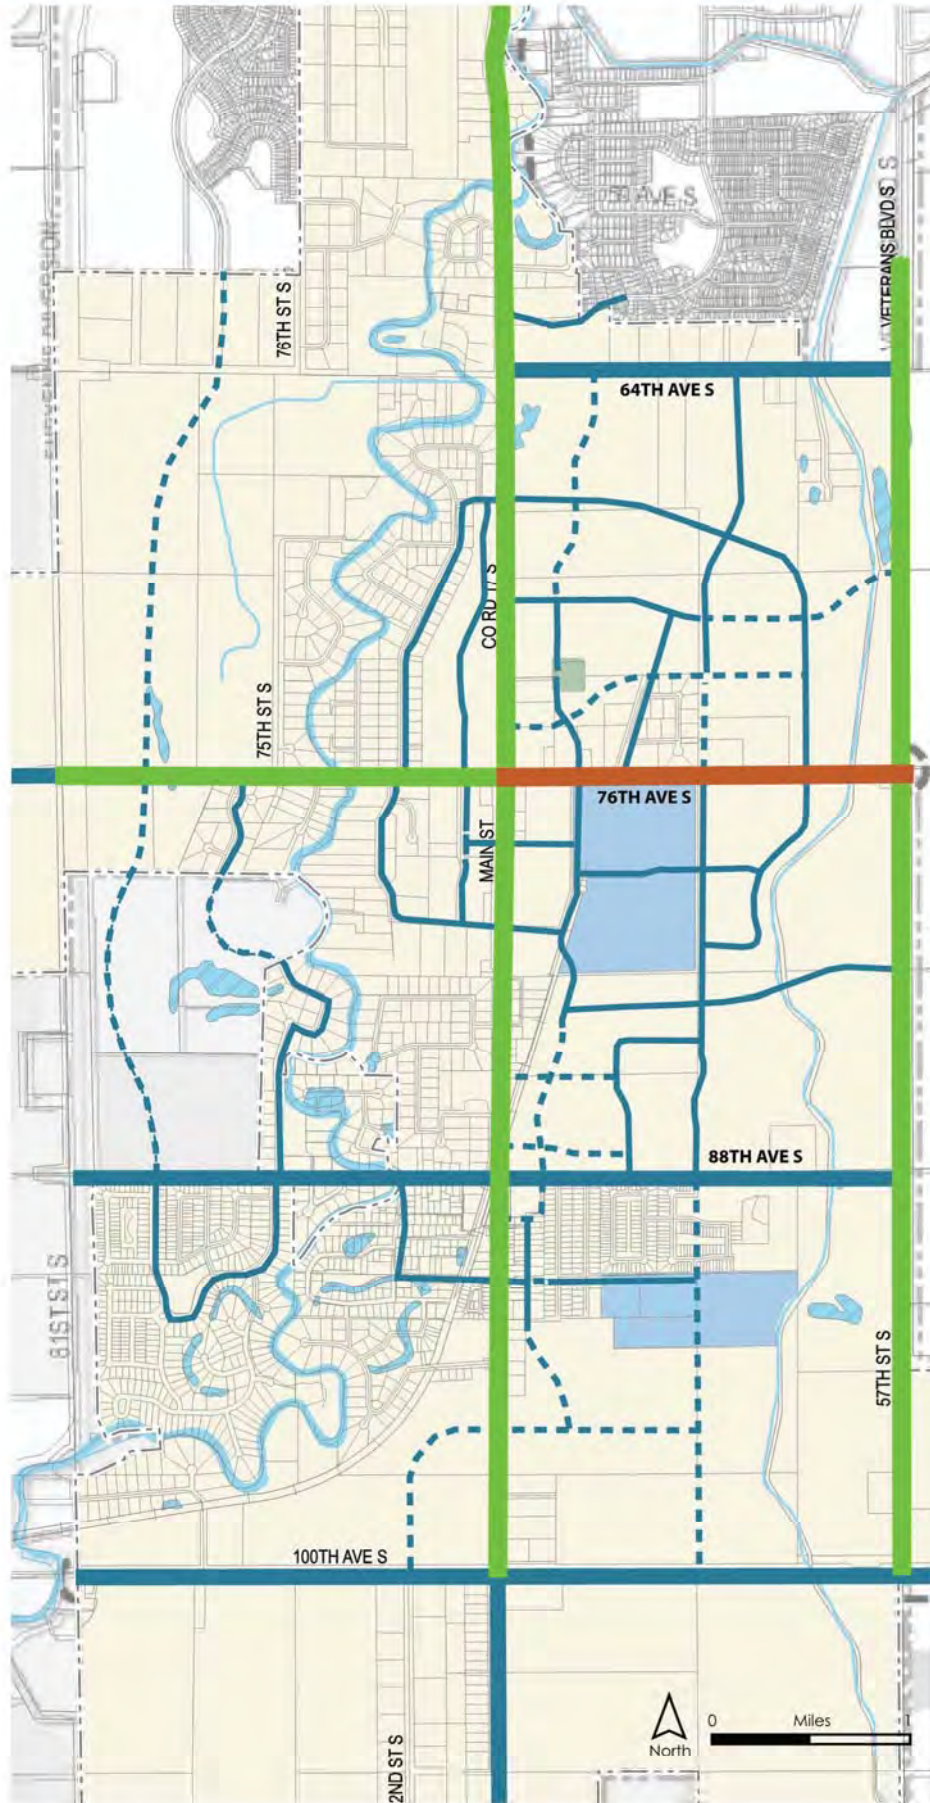 VETERANS BLVD S
76TH ST S
64TH AVE S
CO RD 17 S
75TH ST S
76TH AVE S
MAIN ST
88TH AVE S
81ST ST S
57TH ST S
100TH AVE S
0 Miles 1
North
2ND ST S